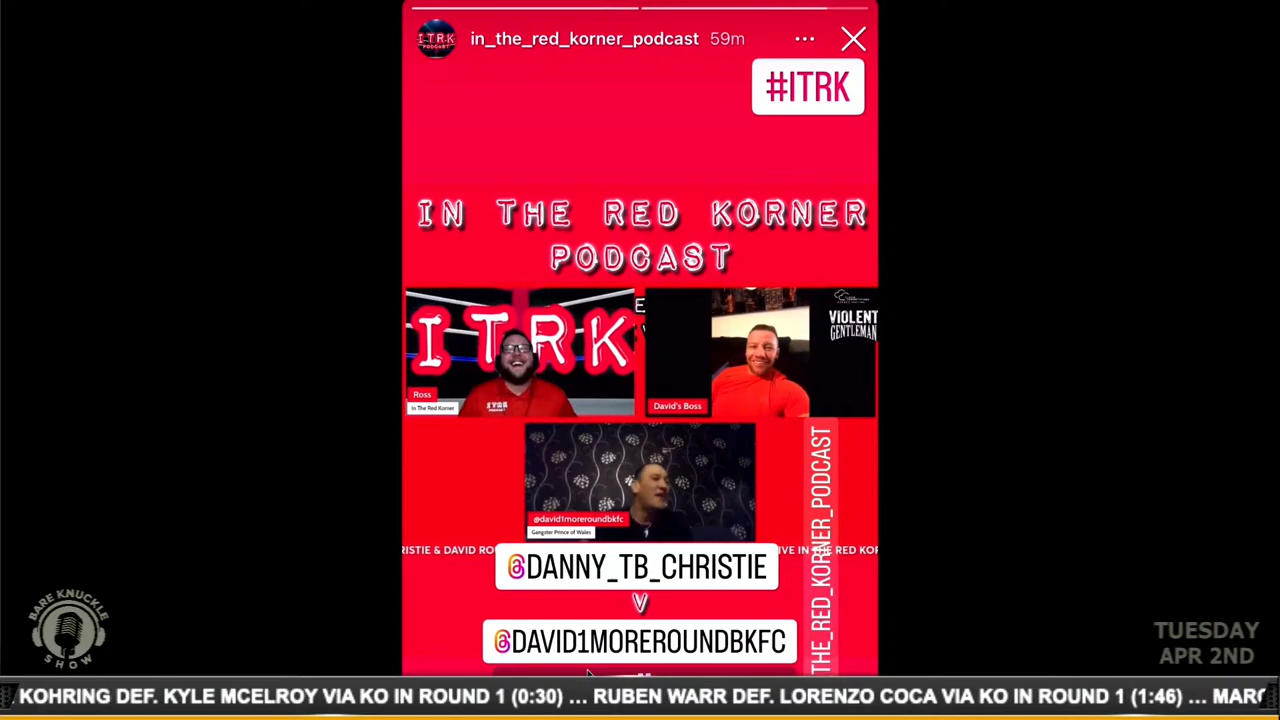 in_the_red_korner_podcast 59m
#ITRK
IN THE RED KORNER
PODCAST
ITRK
Ross
In The Red Korner
ITRK
PODCAST
VIOLENT
GENTLEMAN
David's Boss
@david1moreroundbkfc
Gangster Prince of Wales
RISTIE & DAVID RO
IVE IN THE RED KOR
@DANNY_TB_CHRISTIE
V
@DAVID1MOREROUNDBKFC
THE_RED_KORNER_PODCAST
BARE KNUCKLE
SHOW
TUESDAY
APR 2ND
KOHRING DEF. KYLE MCELROY VIA KO IN ROUND 1 (0:30) ... RUBEN WARR DEF. LORENZO COCA VIA KO IN ROUND 1 (1:46) ... MARC